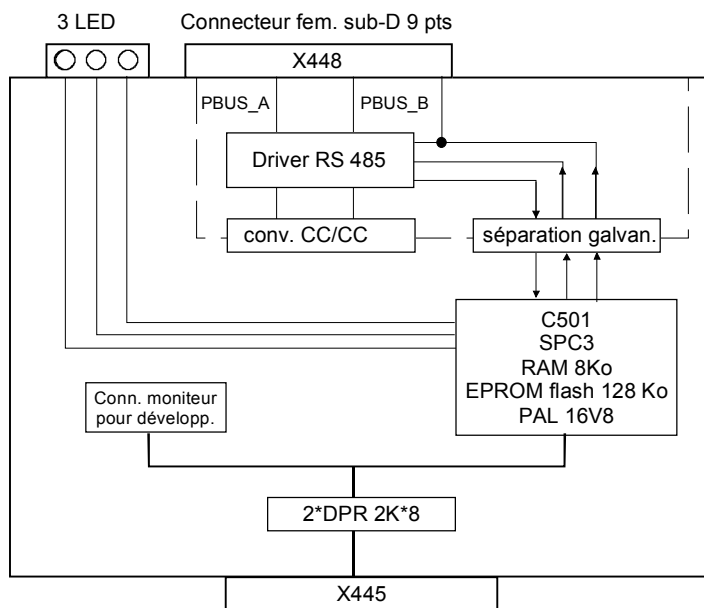 3 LED
Connecteur fem. sub-D 9 pts
X448
PBUS_A
PBUS_B
Driver RS 485
conv. CC/CC
séparation galvan.
C501
SPC3
RAM 8Ko
EPROM flash 128 Ko
PAL 16V8
Conn. moniteur
pour développ.
2*DPR 2K*8
X445